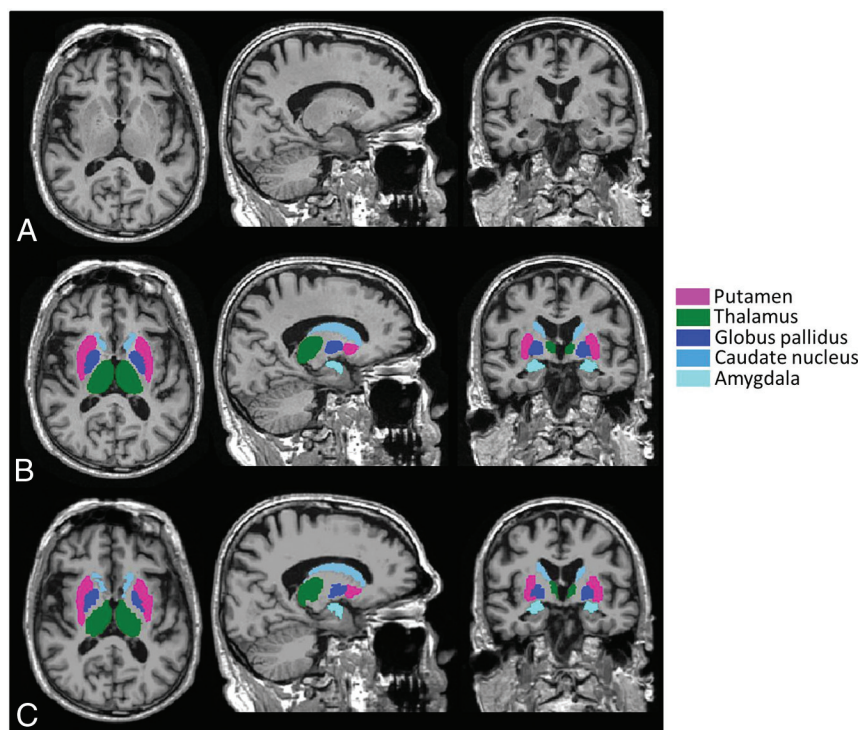 A
B
C
Putamen
Thalamus
Globus pallidus
Caudate nucleus
Amygdala